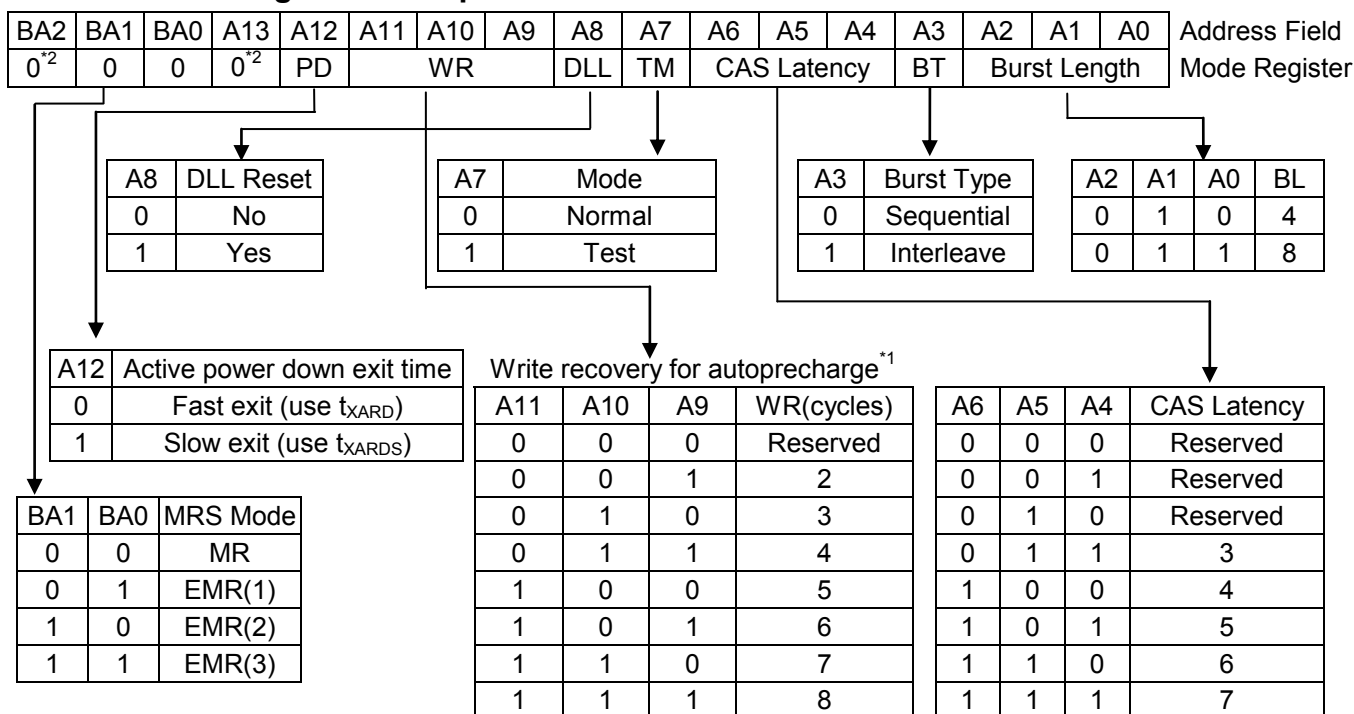 BA2 BA1 BA0 A13 A12 A11 A10 A9 A8 A7 A6 A5 A4 A3 A2 A1 A0 Address Field
0*2 0 0 0*2 PD WR DLL TM CAS Latency BT Burst Length Mode Register
A8 DLL Reset
0 No
1 Yes
A7 Mode
0 Normal
1 Test
A3 Burst Type
0 Sequential
1 Interleave
A2 A1 A0 BL
0 1 0 4
0 1 1 8
A12 Active power down exit time
0 Fast exit (use tXARD)
1 Slow exit (use tXARDS)
BA1 BA0 MRS Mode
0 0 MR
0 1 EMR(1)
1 0 EMR(2)
1 1 EMR(3)
Write recovery for autoprecharge*1
A11 A10 A9 WR(cycles)
0 0 0 Reserved
0 0 1 2
0 1 0 3
0 1 1 4
1 0 0 5
1 0 1 6
1 1 0 7
1 1 1 8
A6 A5 A4 CAS Latency
0 0 0 Reserved
0 0 1 Reserved
0 1 0 Reserved
0 1 1 3
1 0 0 4
1 0 1 5
1 1 0 6
1 1 1 7